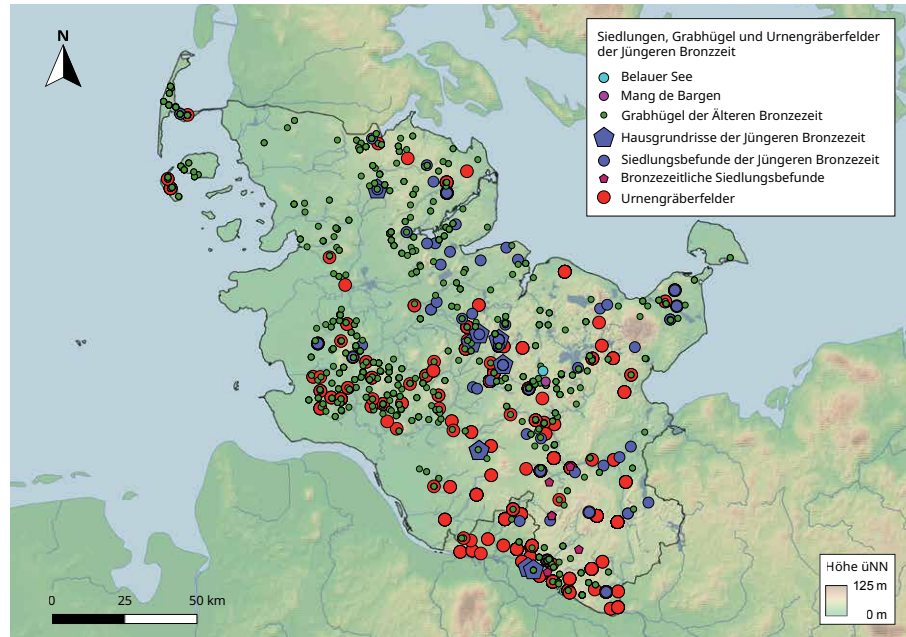 N
Siedlungen, Grabhügel und Urnengräberfelder
der Jüngeren Bronzzeit
Belauer See
Mang de Bargen
Grabhügel der Älteren Bronzezeit
Hausgrundrisse der Jüngeren Bronzezeit
Siedlungsbefunde der Jüngeren Bronzezeit
Bronzezeitliche Siedlungsbefunde
Urnengräberfelder
Höhe üNN
125 m
0 m
0 25 50 km